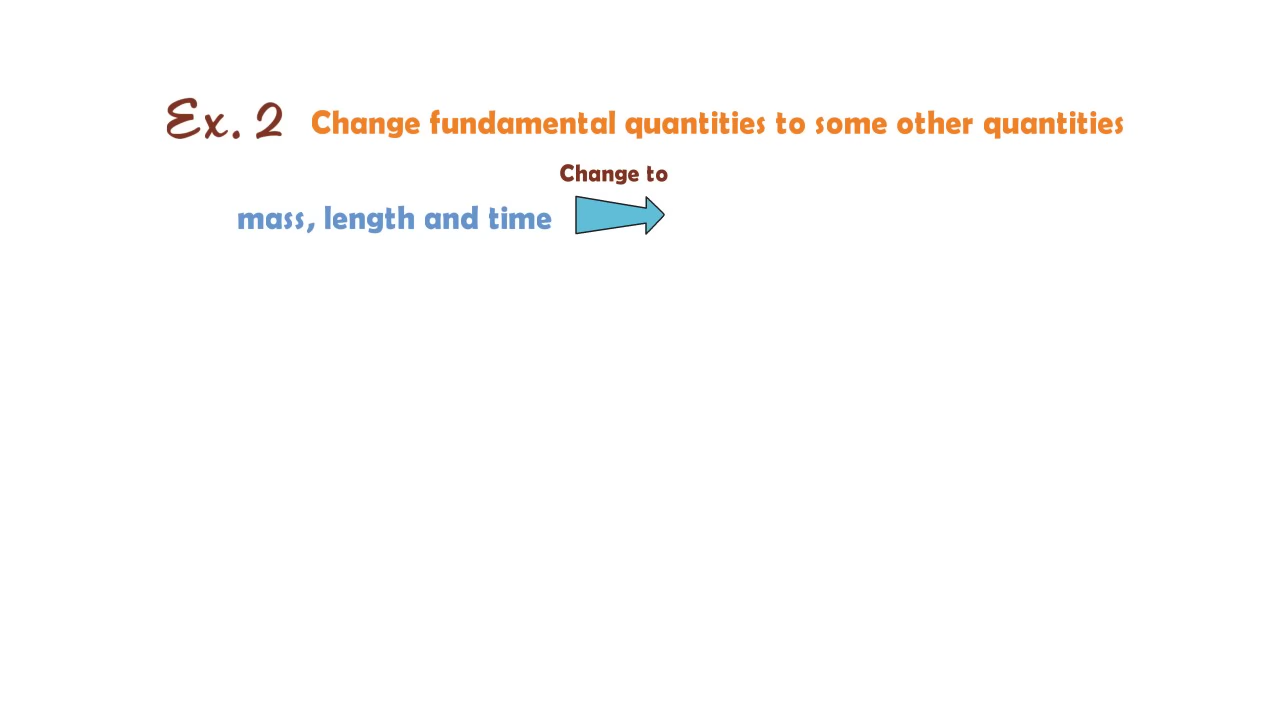 Ex. 2 Change fundamental quantities to some other quantities
Change to
mass, length and time